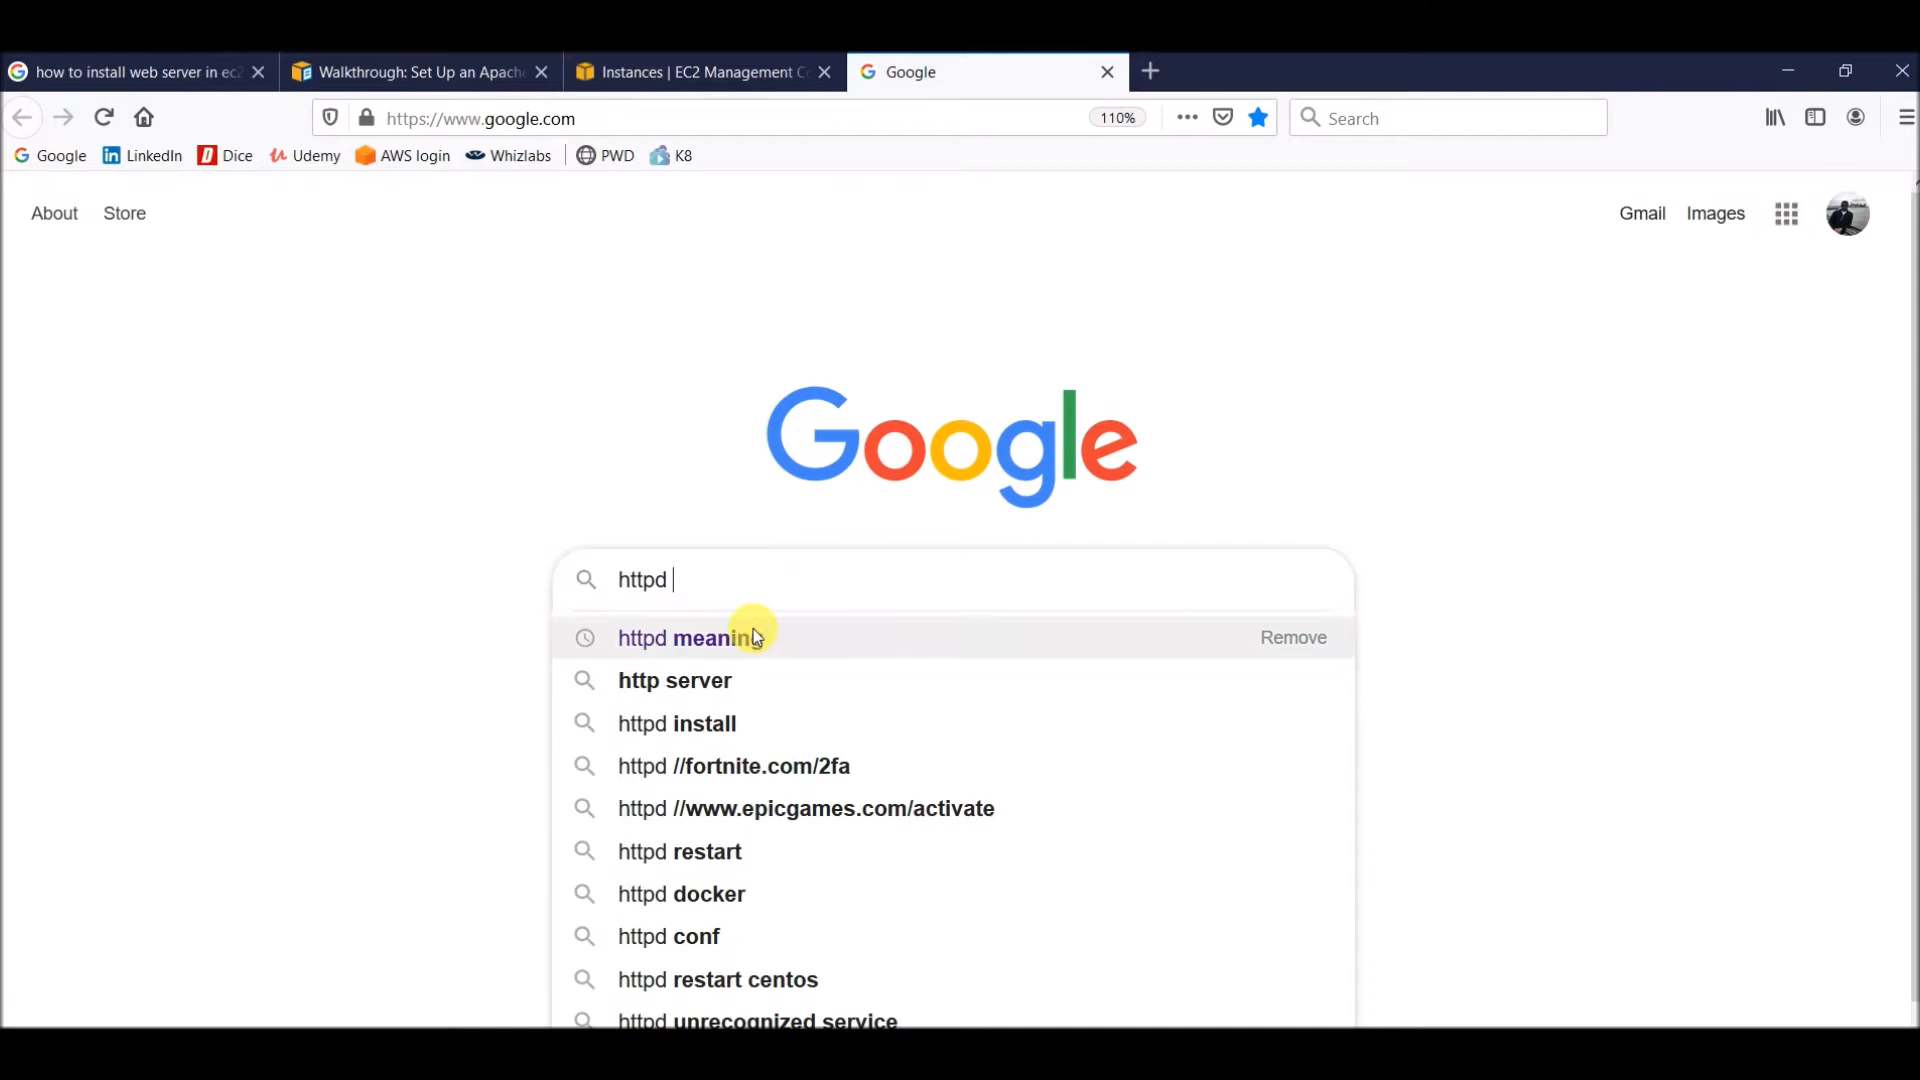 how to install web server in ec2
Walkthrough: Set Up an Apach
Instances | EC2 Management C
Google
https://www.google.com
110%
Search
Google
LinkedIn
Dice
Udemy
AWS login
Whizlabs
PWD
K8
About
Store
Gmail
Images
Google
httpd
httpd meaning
Remove
http server
httpd install
httpd //fortnite.com/2fa
httpd //www.epicgames.com/activate
httpd restart
httpd docker
httpd conf
httpd restart centos
httpd unrecognized service